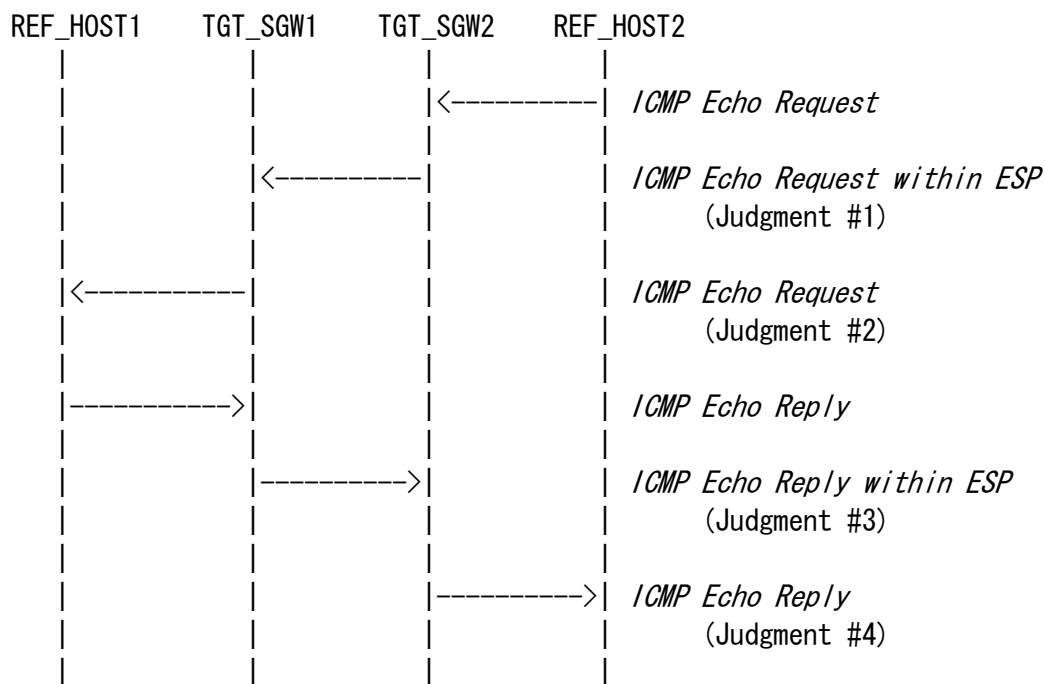 REF_HOST1 TGT_SGW1 TGT_SGW2 REF_HOST2
| | | |
| | |<----------| ICMP Echo Request
| | | |
| |<----------| | ICMP Echo Request within ESP
| | | | (Judgment #1)
| | | |
|<-----------| | | ICMP Echo Request
| | | | (Judgment #2)
| | | |
|----------->| | | ICMP Echo Reply
| | | |
| |---------->| | ICMP Echo Reply within ESP
| | | | (Judgment #3)
| | | |
| | |---------->| ICMP Echo Reply
| | | | (Judgment #4)
| | | |